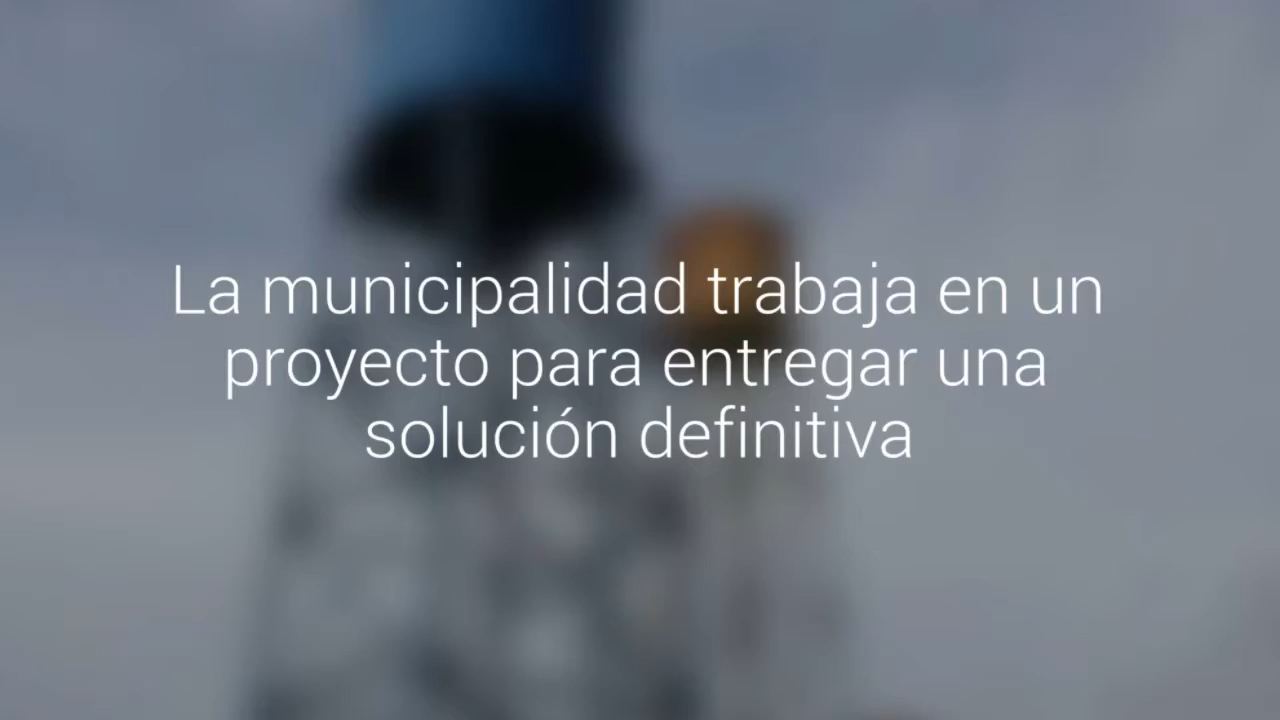 La municipalidad trabaja en un
proyecto para entregar una
solución definitiva